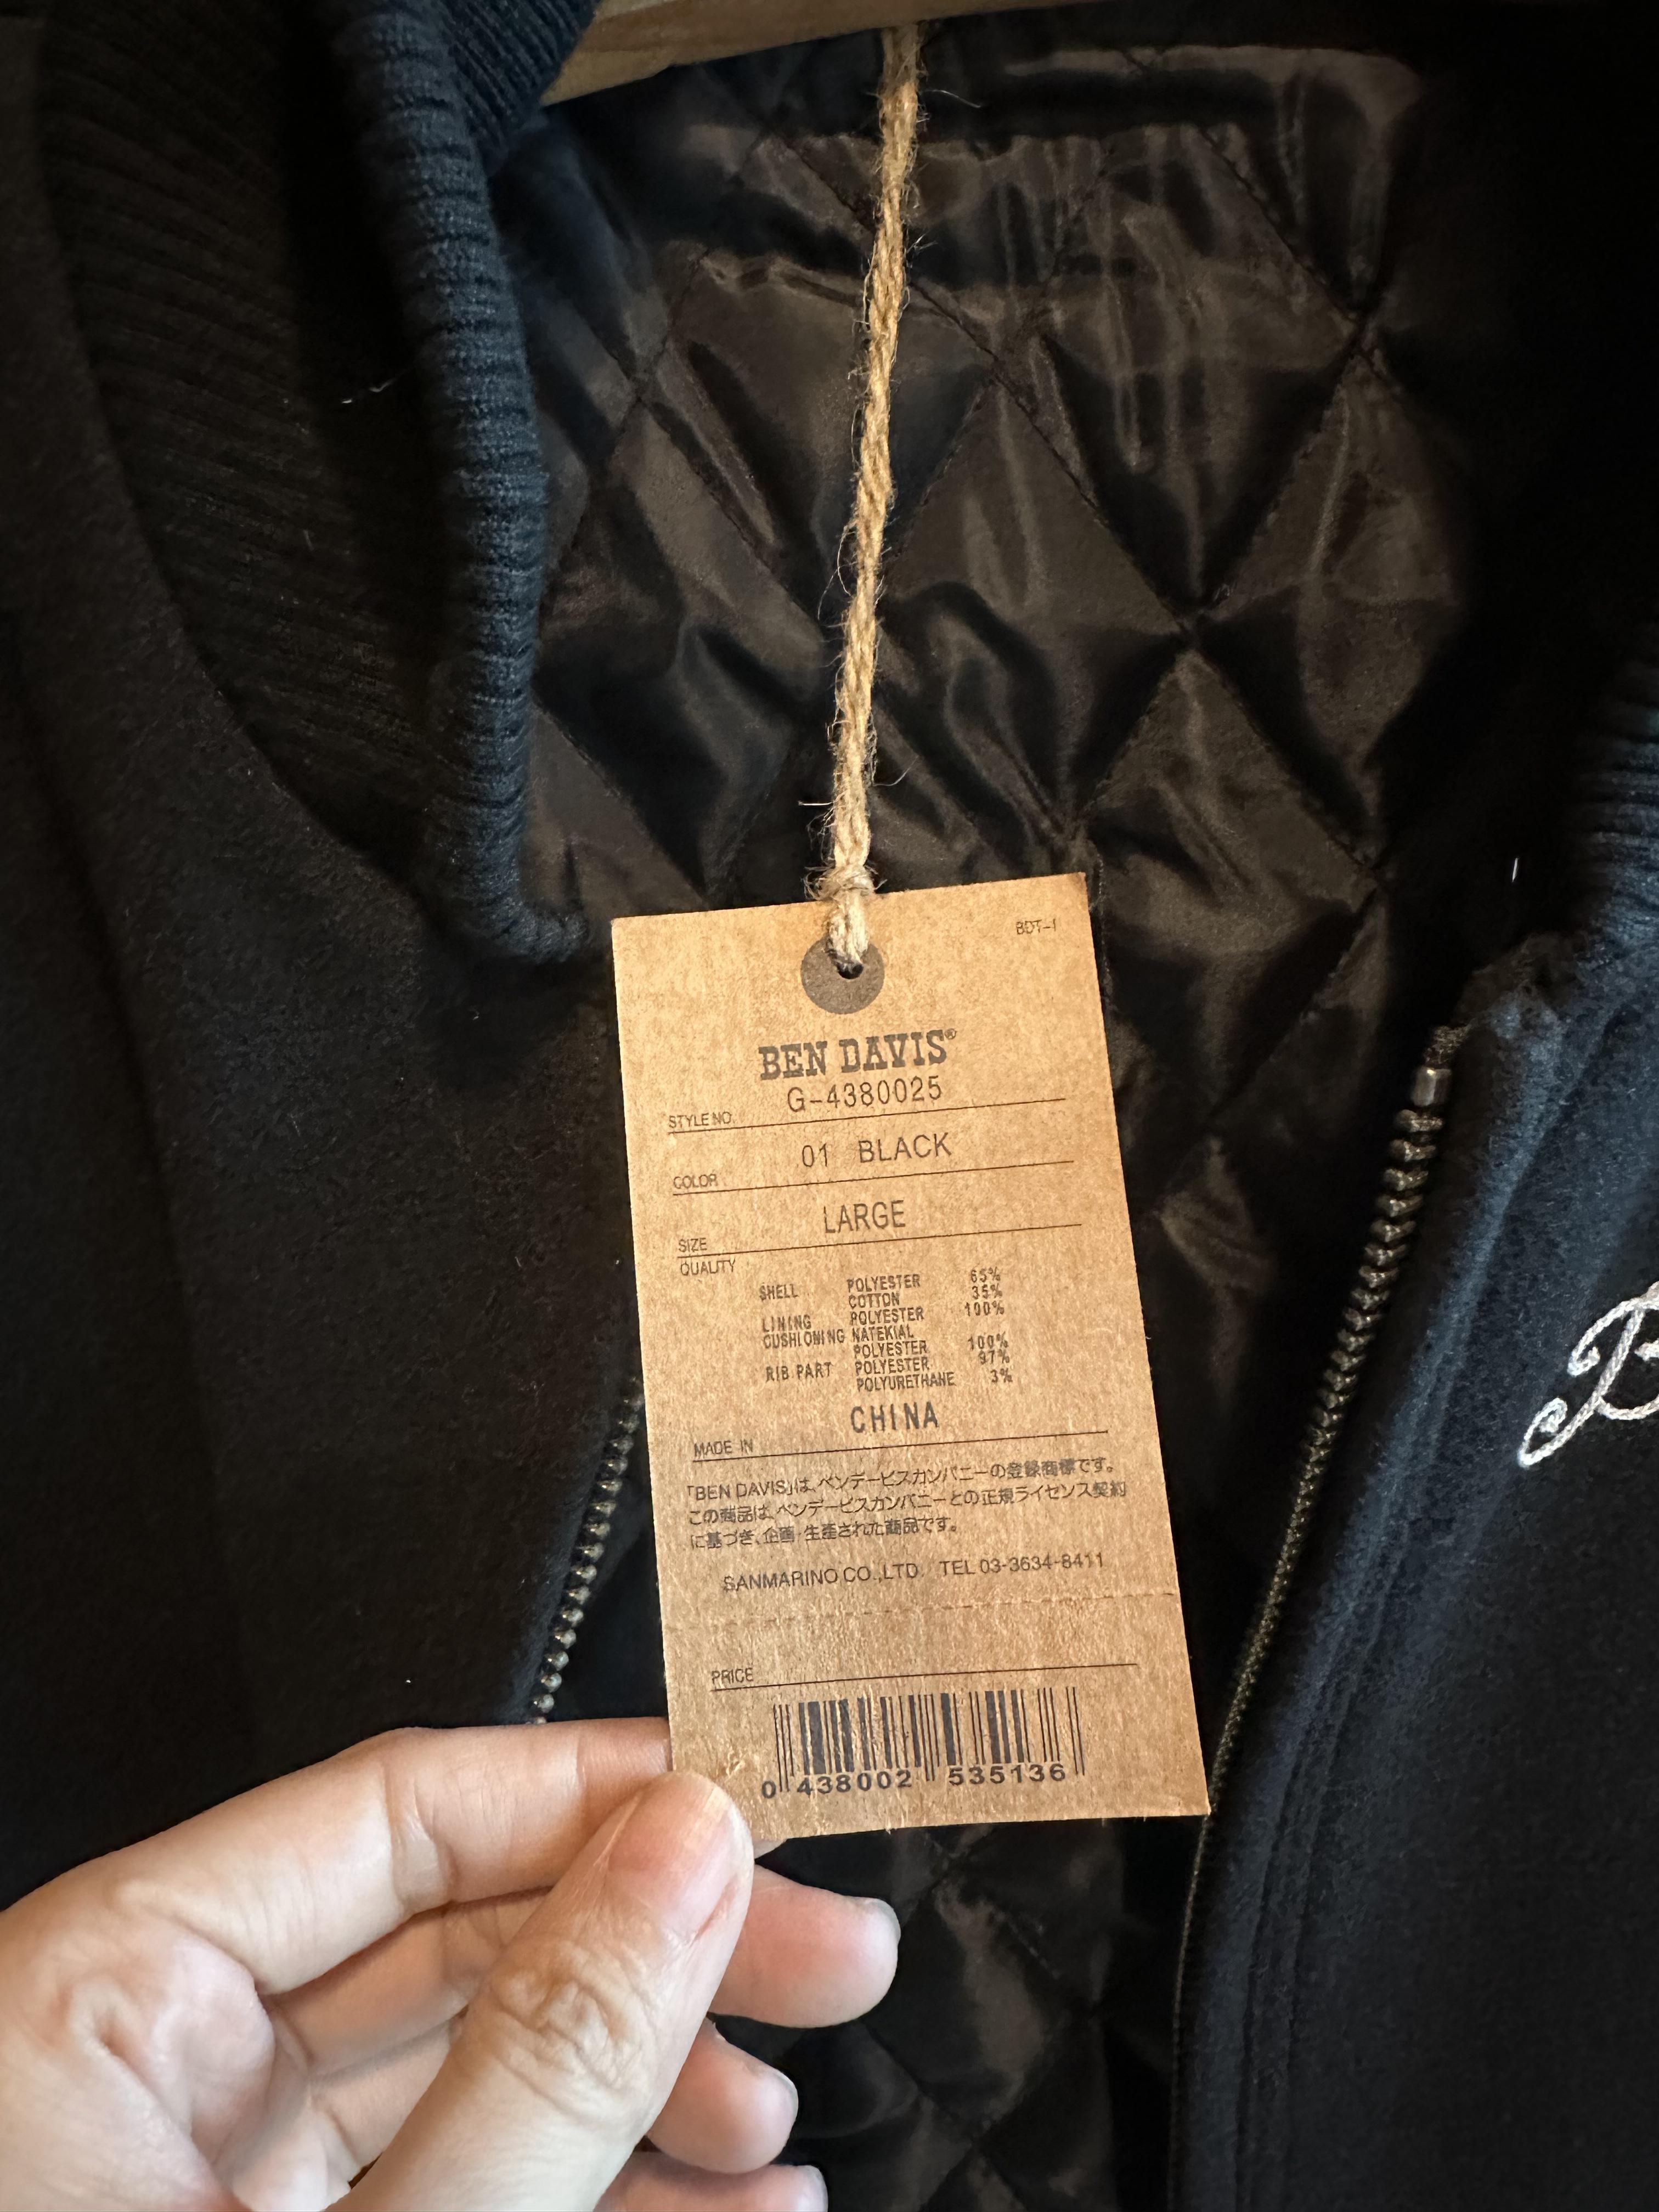 BDT-1
BEN DAVIS®
STYLE NO. G-4380025
COLOR 01 BLACK
SIZE LARGE
QUALITY
SHELL POLYESTER 65%
COTTON 35%
LINING POLYESTER 100%
CUSHIONING NATEKIAL
POLYESTER 100%
RIB PART POLYESTER 97%
POLYURETHANE 3%
MADE IN CHINA
「BEN DAVIS」は、ベンデービスカンパニーの登録商標です。
この商品は、ベンデービスカンパニーとの正規ライセンス契約
に基づき、企画・生産された商品です。
SANMARINO CO.,LTD. TEL 03-3634-8411
PRICE
0 438002 535136